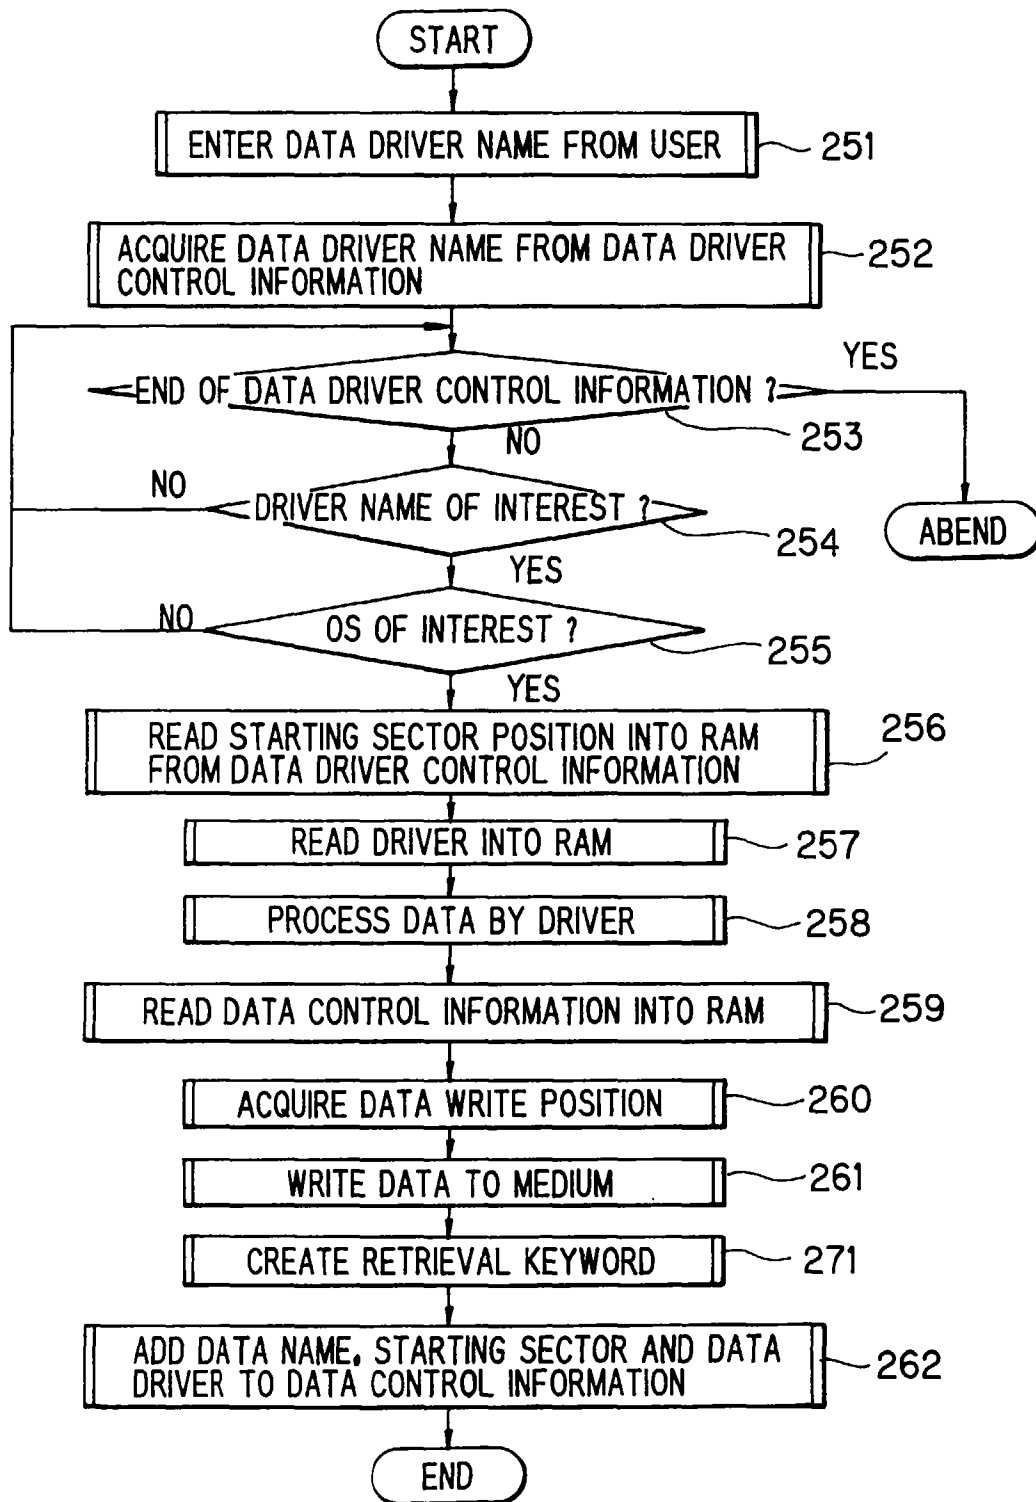 START
ENTER DATA DRIVER NAME FROM USER
251
ACQUIRE DATA DRIVER NAME FROM DATA DRIVER
CONTROL INFORMATION
252
END OF DATA DRIVER CONTROL INFORMATION ?
YES
253
NO
ABEND
NO
DRIVER NAME OF INTEREST ?
254
YES
NO
OS OF INTEREST ?
255
YES
READ STARTING SECTOR POSITION INTO RAM
FROM DATA DRIVER CONTROL INFORMATION
256
READ DRIVER INTO RAM
257
PROCESS DATA BY DRIVER
258
READ DATA CONTROL INFORMATION INTO RAM
259
ACQUIRE DATA WRITE POSITION
260
WRITE DATA TO MEDIUM
261
CREATE RETRIEVAL KEYWORD
271
ADD DATA NAME, STARTING SECTOR AND DATA
DRIVER TO DATA CONTROL INFORMATION
262
END